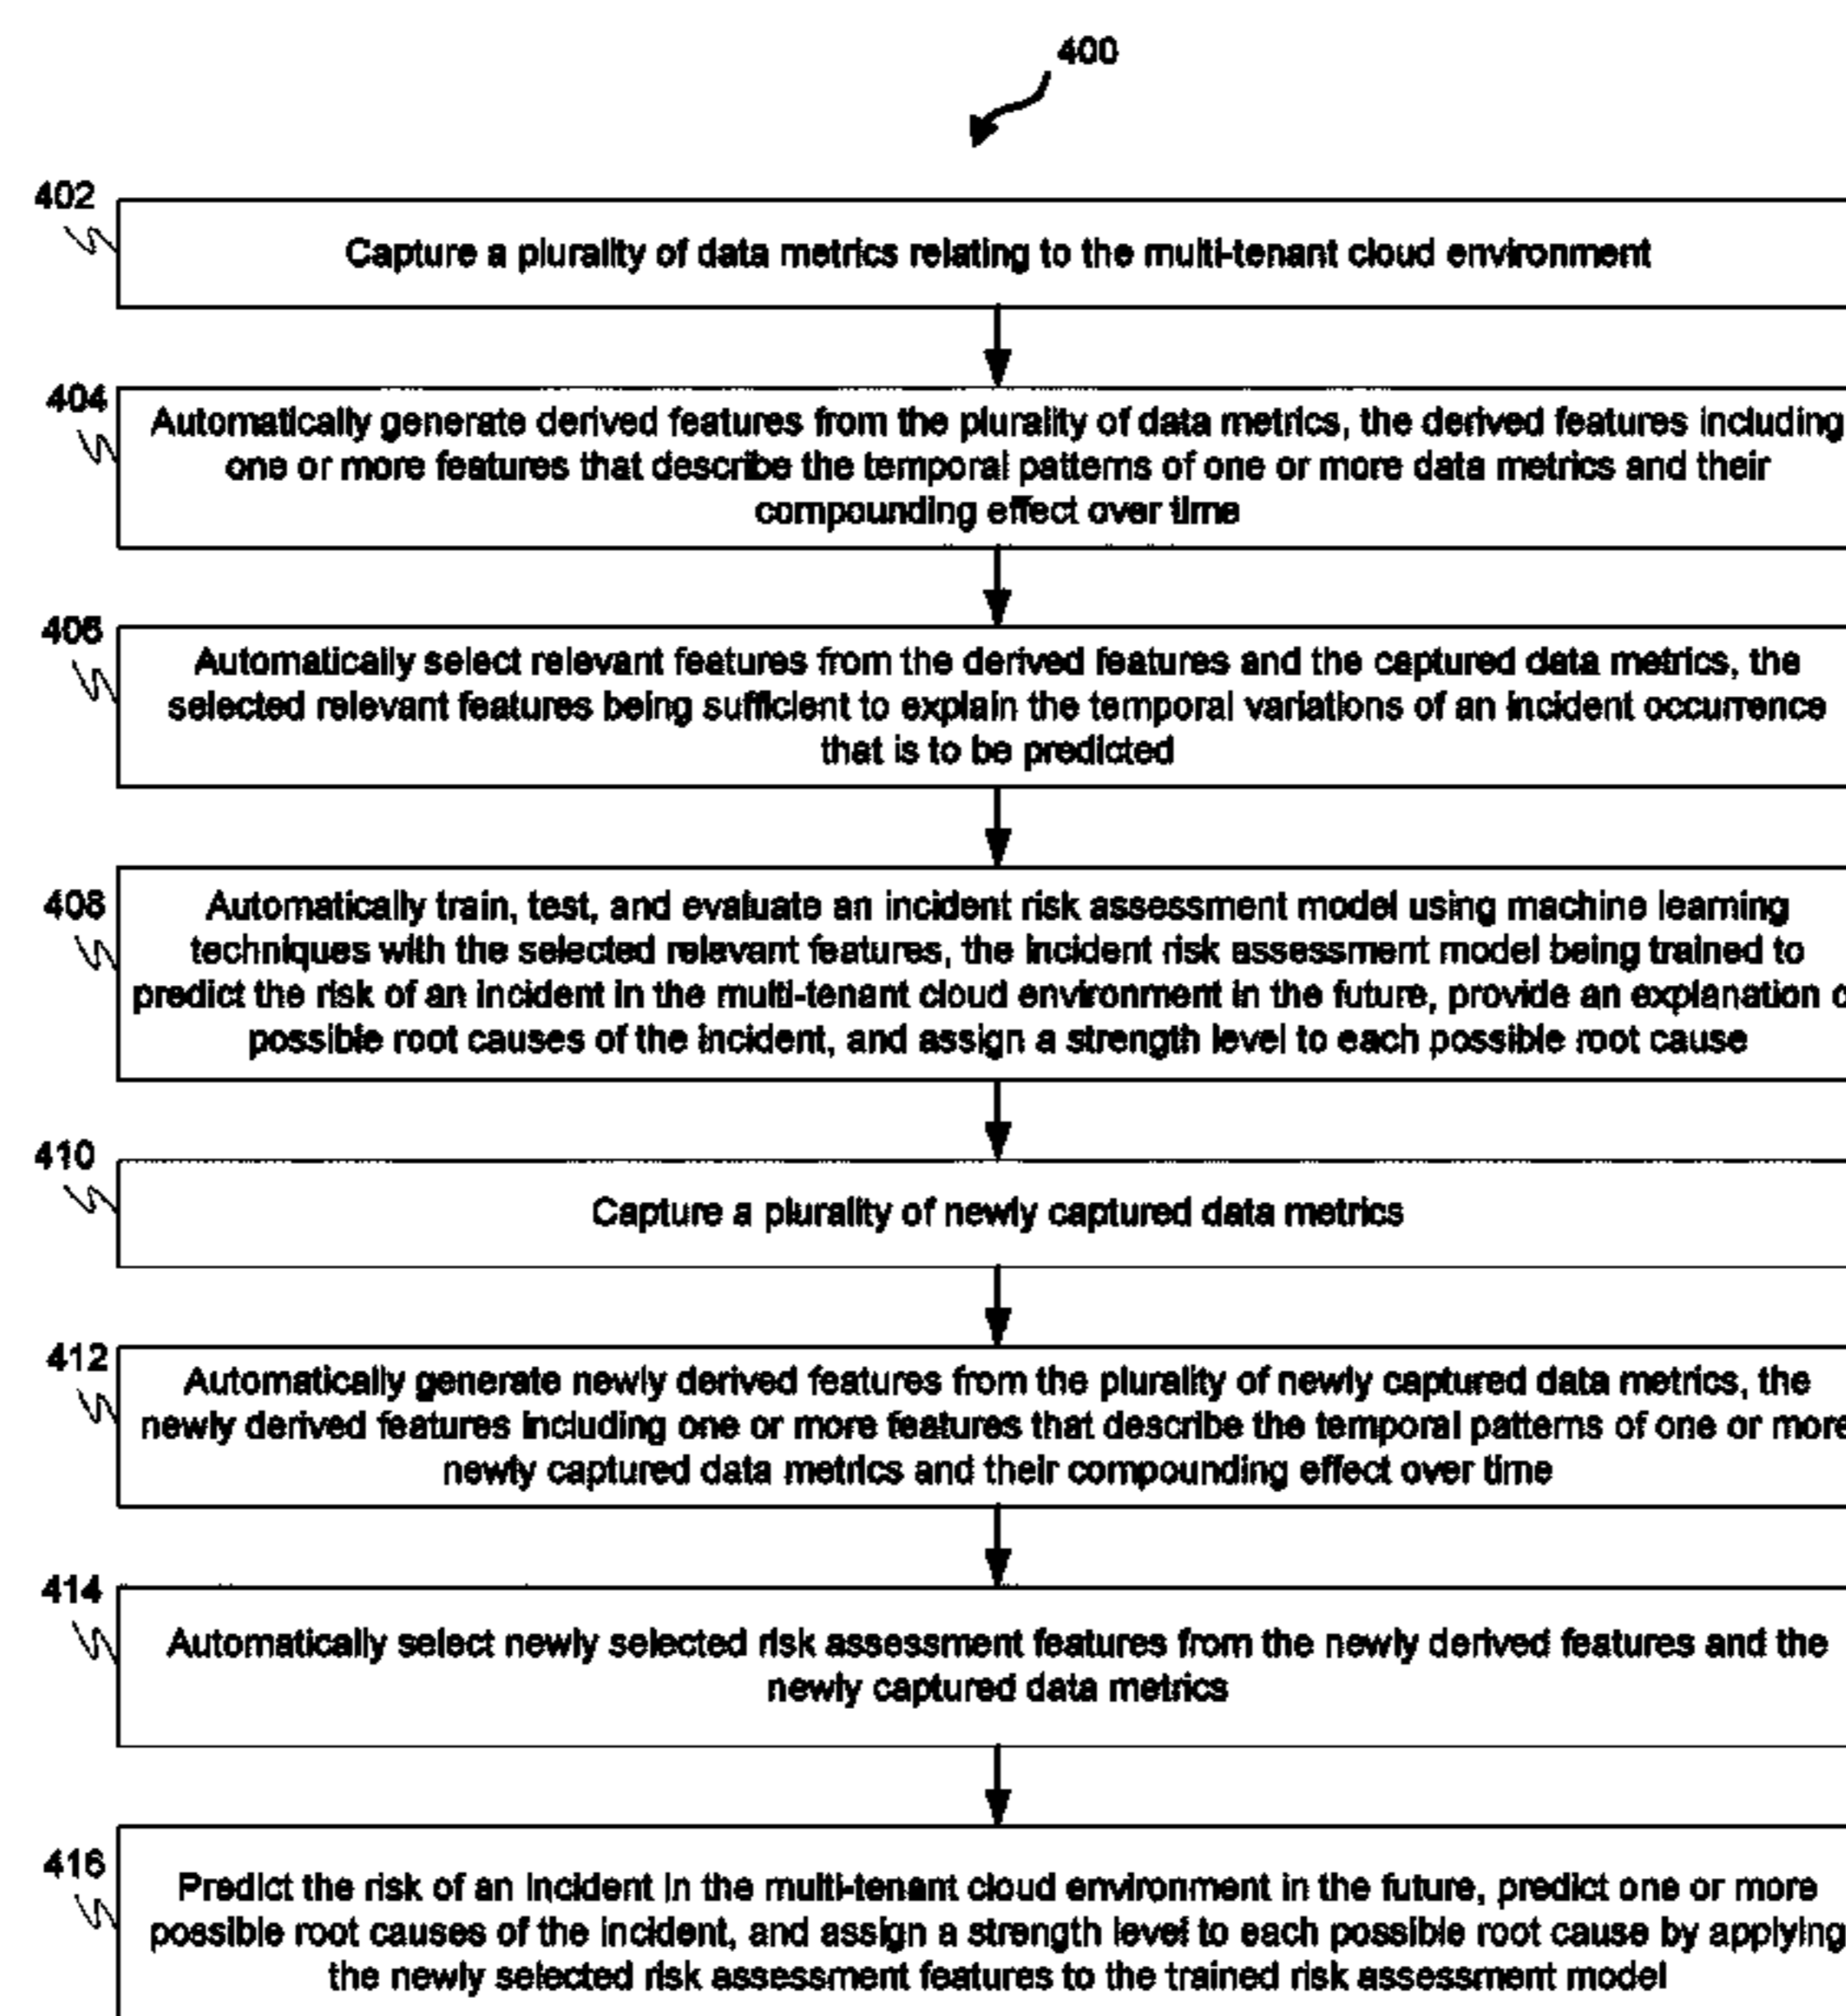 400
402
Capture a plurality of data metrics relating to the multi-tenant cloud environment
404
Automatically generate derived features from the plurality of data metrics, the derived features including
one or more features that describe the temporal patterns of one or more data metrics and their
compounding effect over time
406
Automatically select relevant features from the derived features and the captured data metrics, the
selected relevant features being sufficient to explain the temporal variations of an incident occurrence
that is to be predicted
408
Automatically train, test, and evaluate an incident risk assessment model using machine learning
techniques with the selected relevant features, the incident risk assessment model being trained to
predict the risk of an incident in the multi-tenant cloud environment in the future, provide an explanation
possible root causes of the incident, and assign a strength level to each possible root cause
410
Capture a plurality of newly captured data metrics
412
Automatically generate newly derived features from the plurality of newly captured data metrics, the
newly derived features including one or more features that describe the temporal patterns of one or more
newly captured data metrics and their compounding effect over time
414
Automatically select newly selected risk assessment features from the newly derived features and the
newly captured data metrics
416
Predict the risk of an incident in the multi-tenant cloud environment in the future, predict one or more
possible root causes of the incident, and assign a strength level to each possible root cause by applying
the newly selected risk assessment features to the trained risk assessment model